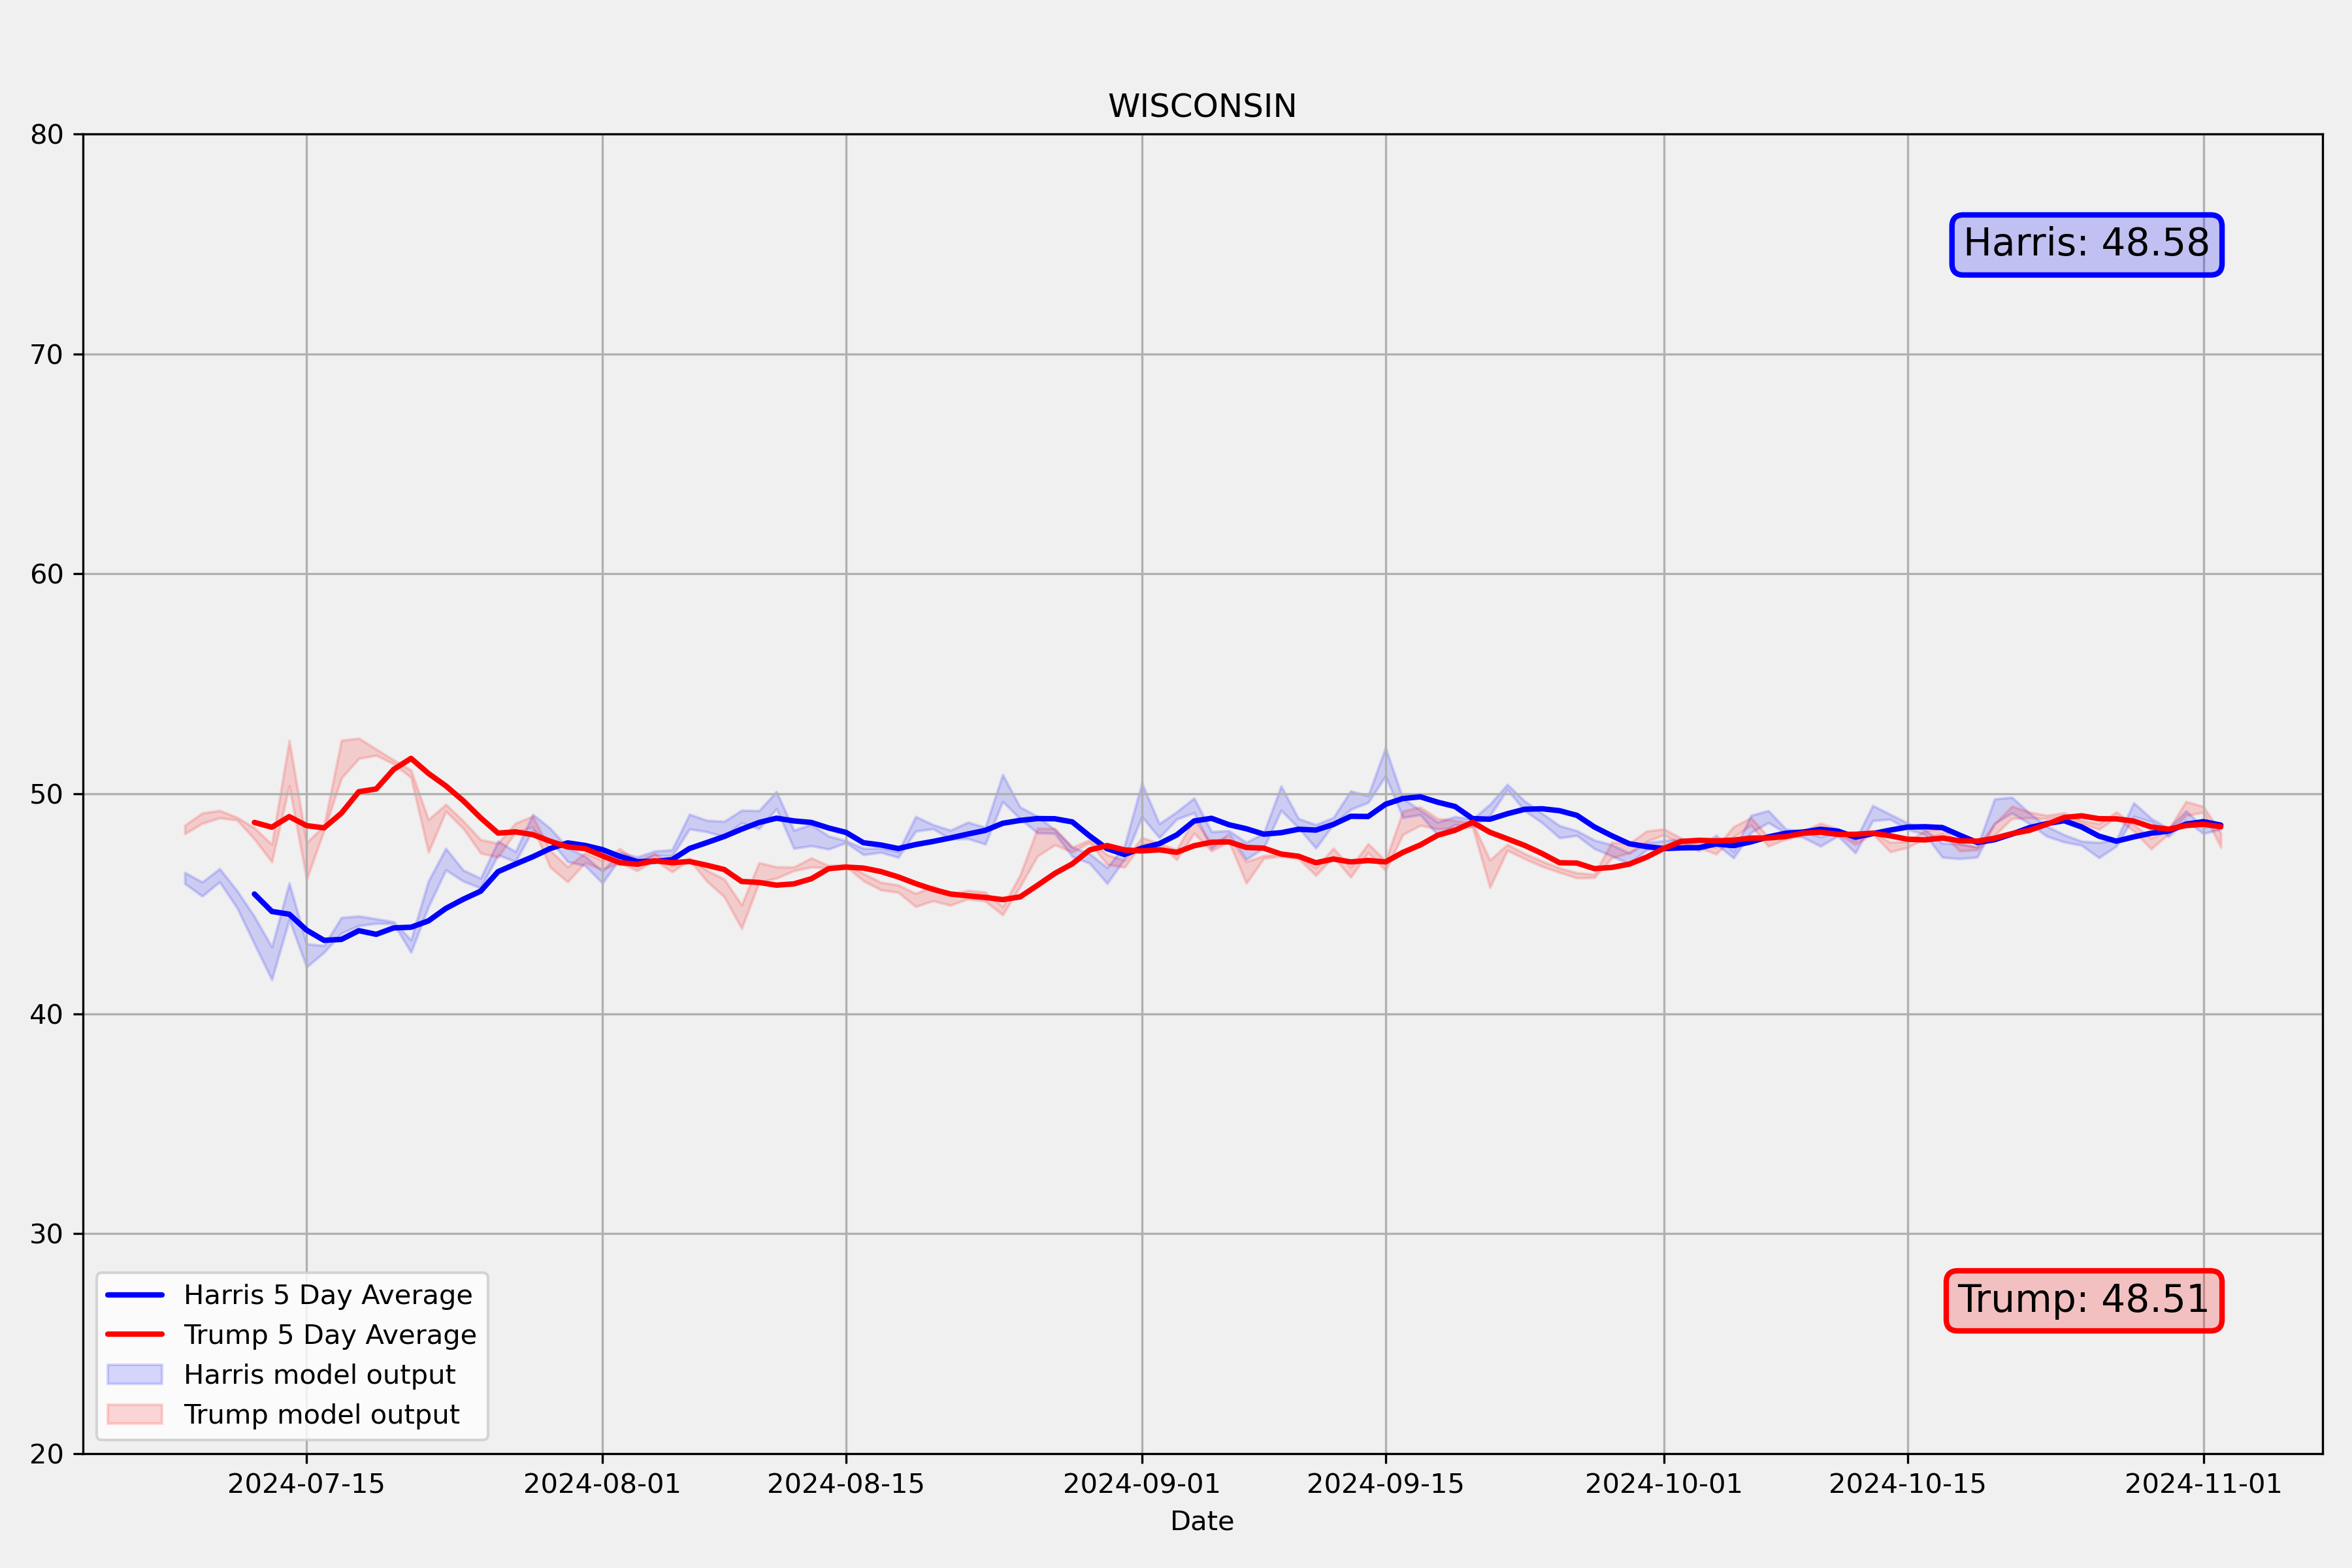 WISCONSIN
80
70
60
50
40
30
20
Harris: 48.58
Trump: 48.51
Harris 5 Day Average
Trump 5 Day Average
Harris model output
Trump model output
2024-07-15 2024-08-01 2024-08-15 2024-09-01 2024-09-15 2024-10-01 2024-10-15 2024-11-01
Date